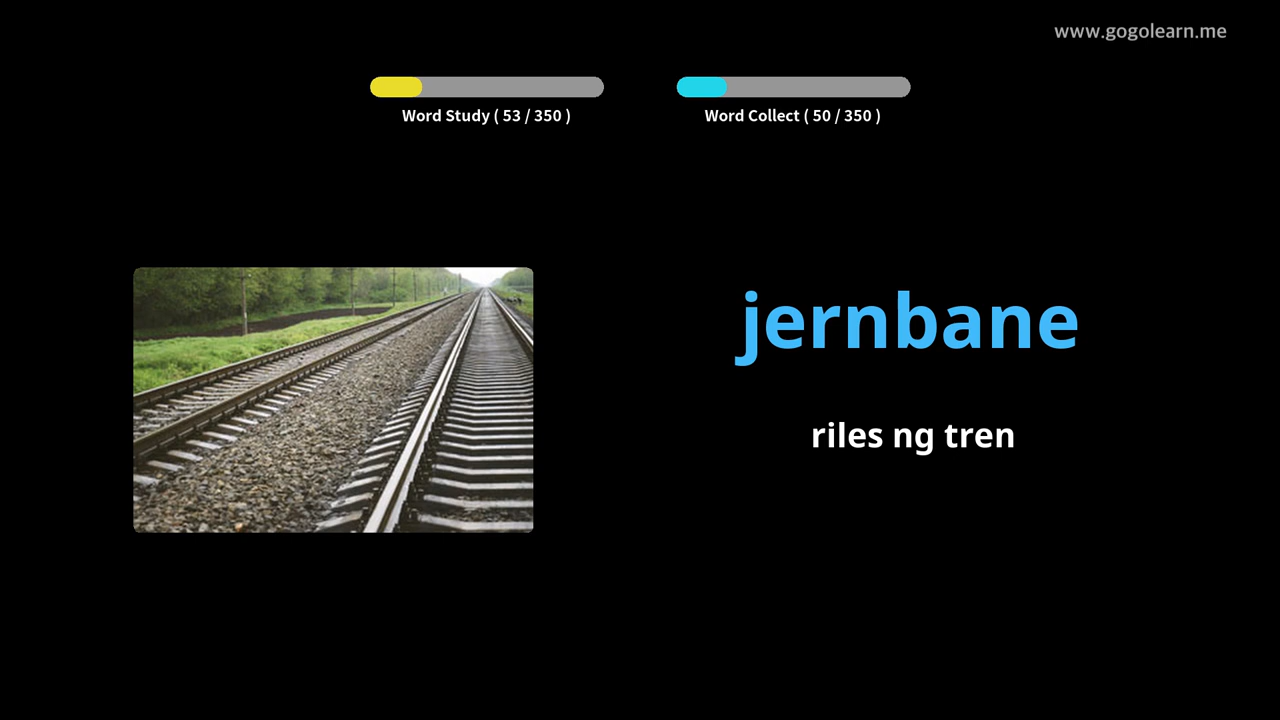 www.gogolearn.me
Word Study ( 53 / 350 )
Word Collect ( 50 / 350 )
jernbane
riles ng tren